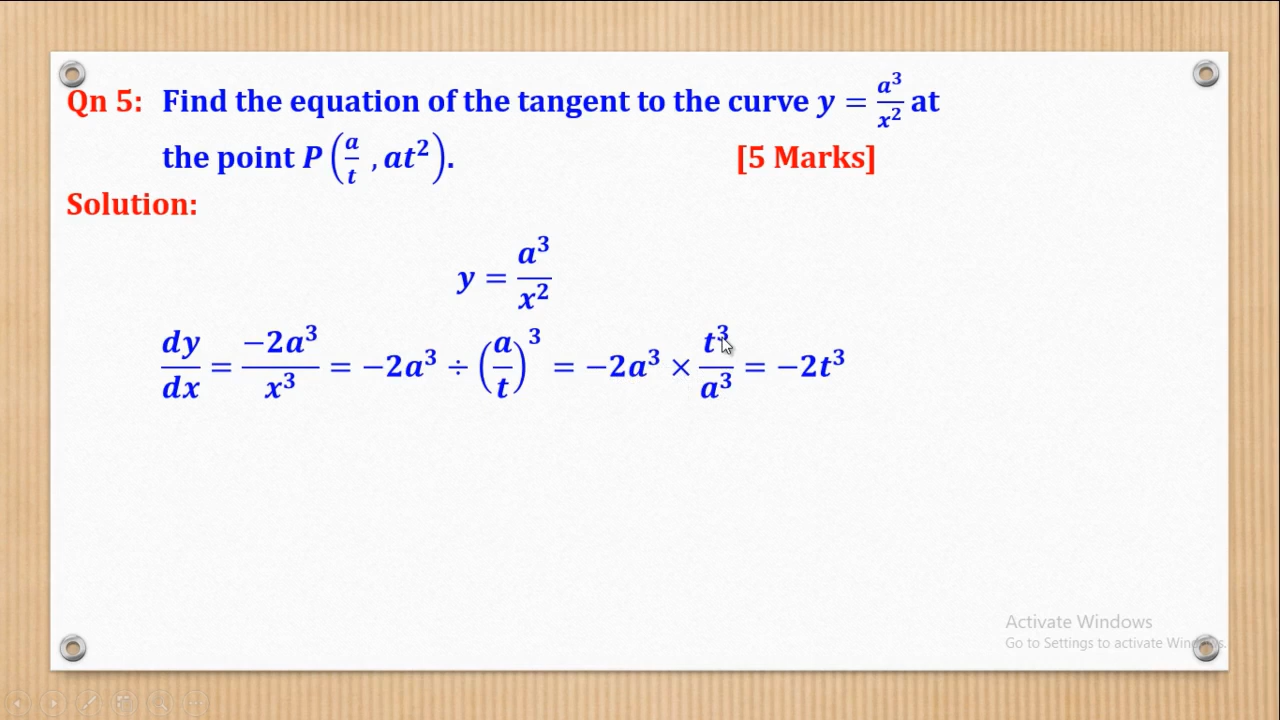 Qn 5: Find the equation of the tangent to the curve y = a³/x² at
the point P (a/t , at²). [5 Marks]
Solution:
y = a³/x²
dy/dx = −2a³/x³ = −2a³ ÷ (a/t)³ = −2a³ × t³/a³ = −2t³
Activate Windows
Go to Settings to activate Windows.